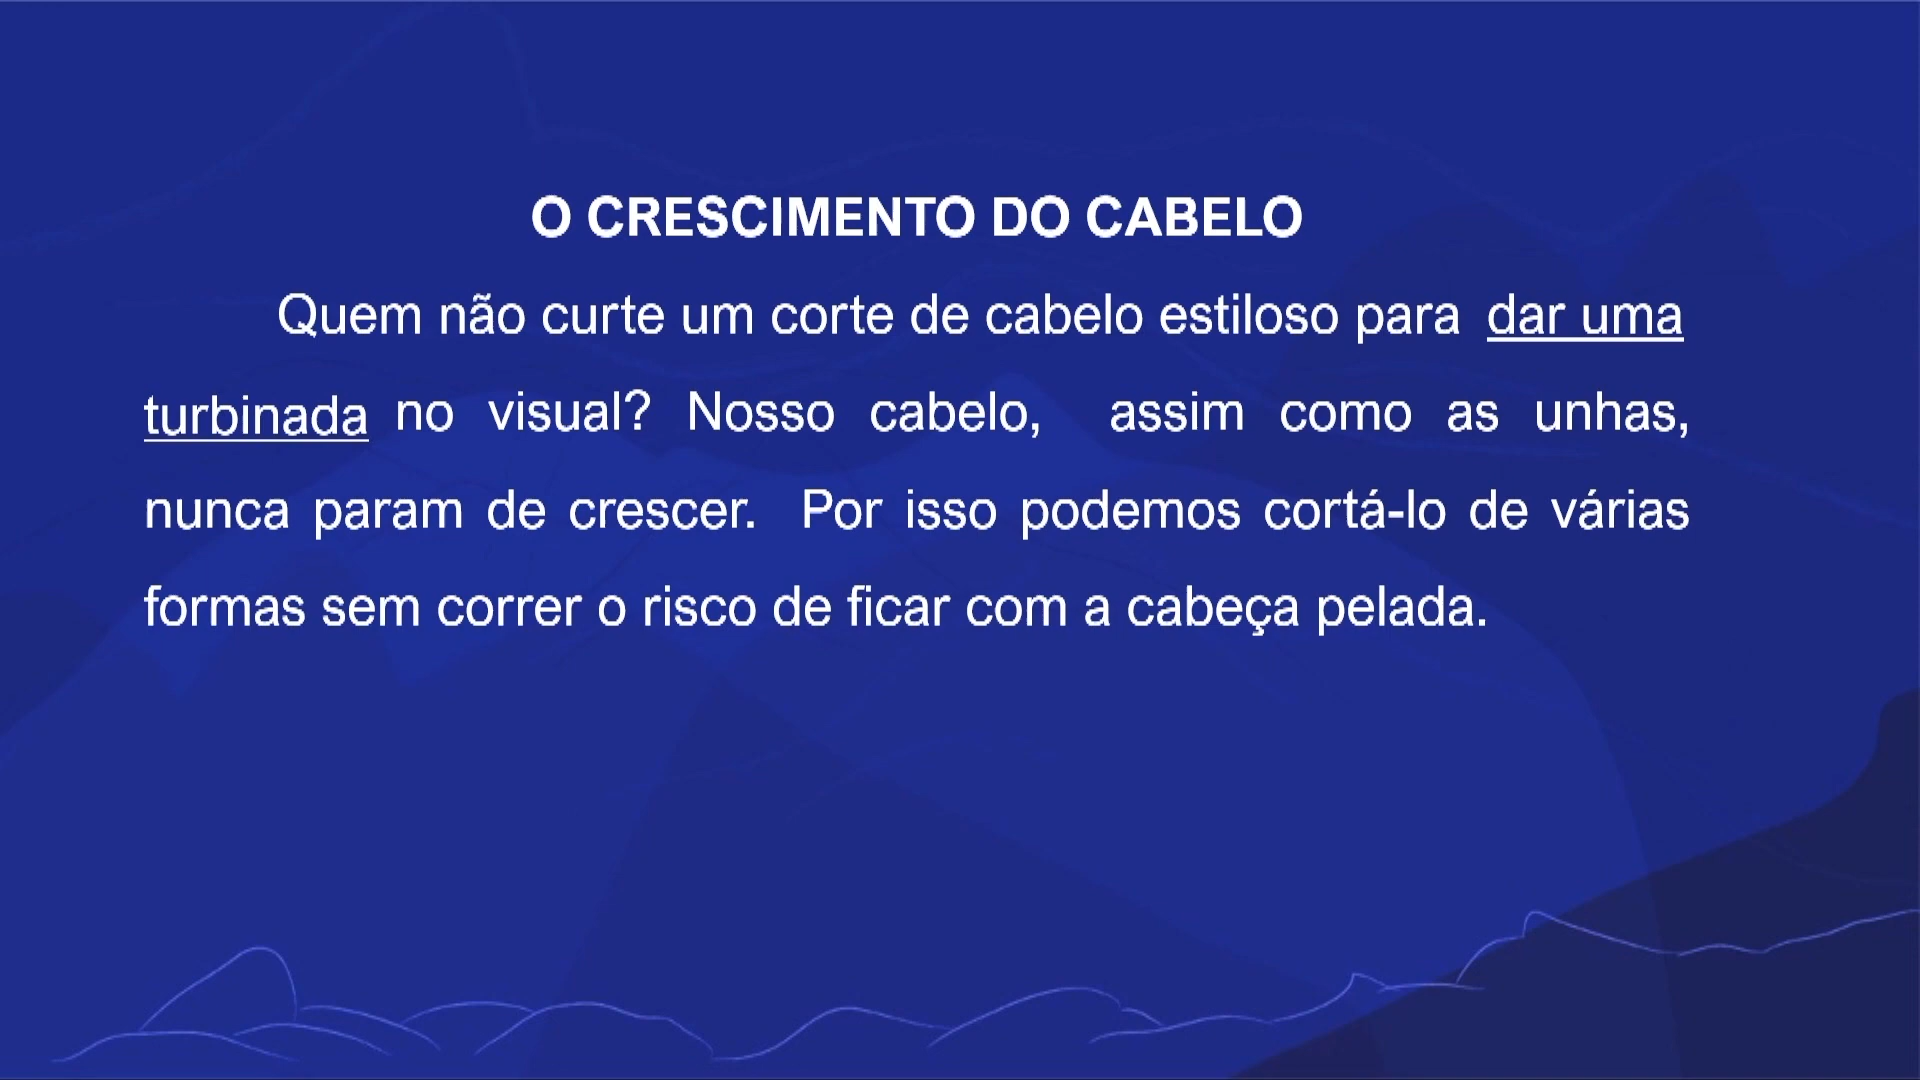 O CRESCIMENTO DO CABELO
Quem não curte um corte de cabelo estiloso para dar uma
turbinada no visual? Nosso cabelo, assim como as unhas,
nunca param de crescer. Por isso podemos cortá-lo de várias
formas sem correr o risco de ficar com a cabeça pelada.